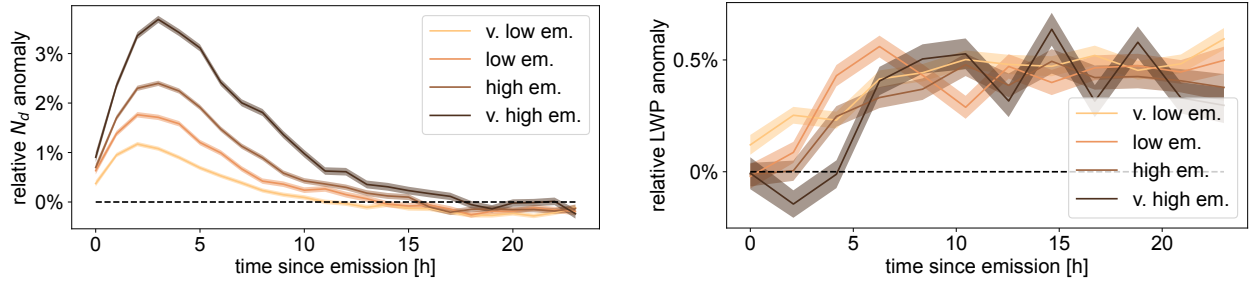 relative N_d anomaly
3%
2%
1%
0%
v. low em.
low em.
high em.
v. high em.
0 5 10 15 20
time since emission [h]
relative LWP anomaly
0.5%
0%
v. low em.
low em.
high em.
v. high em.
0 5 10 15 20
time since emission [h]